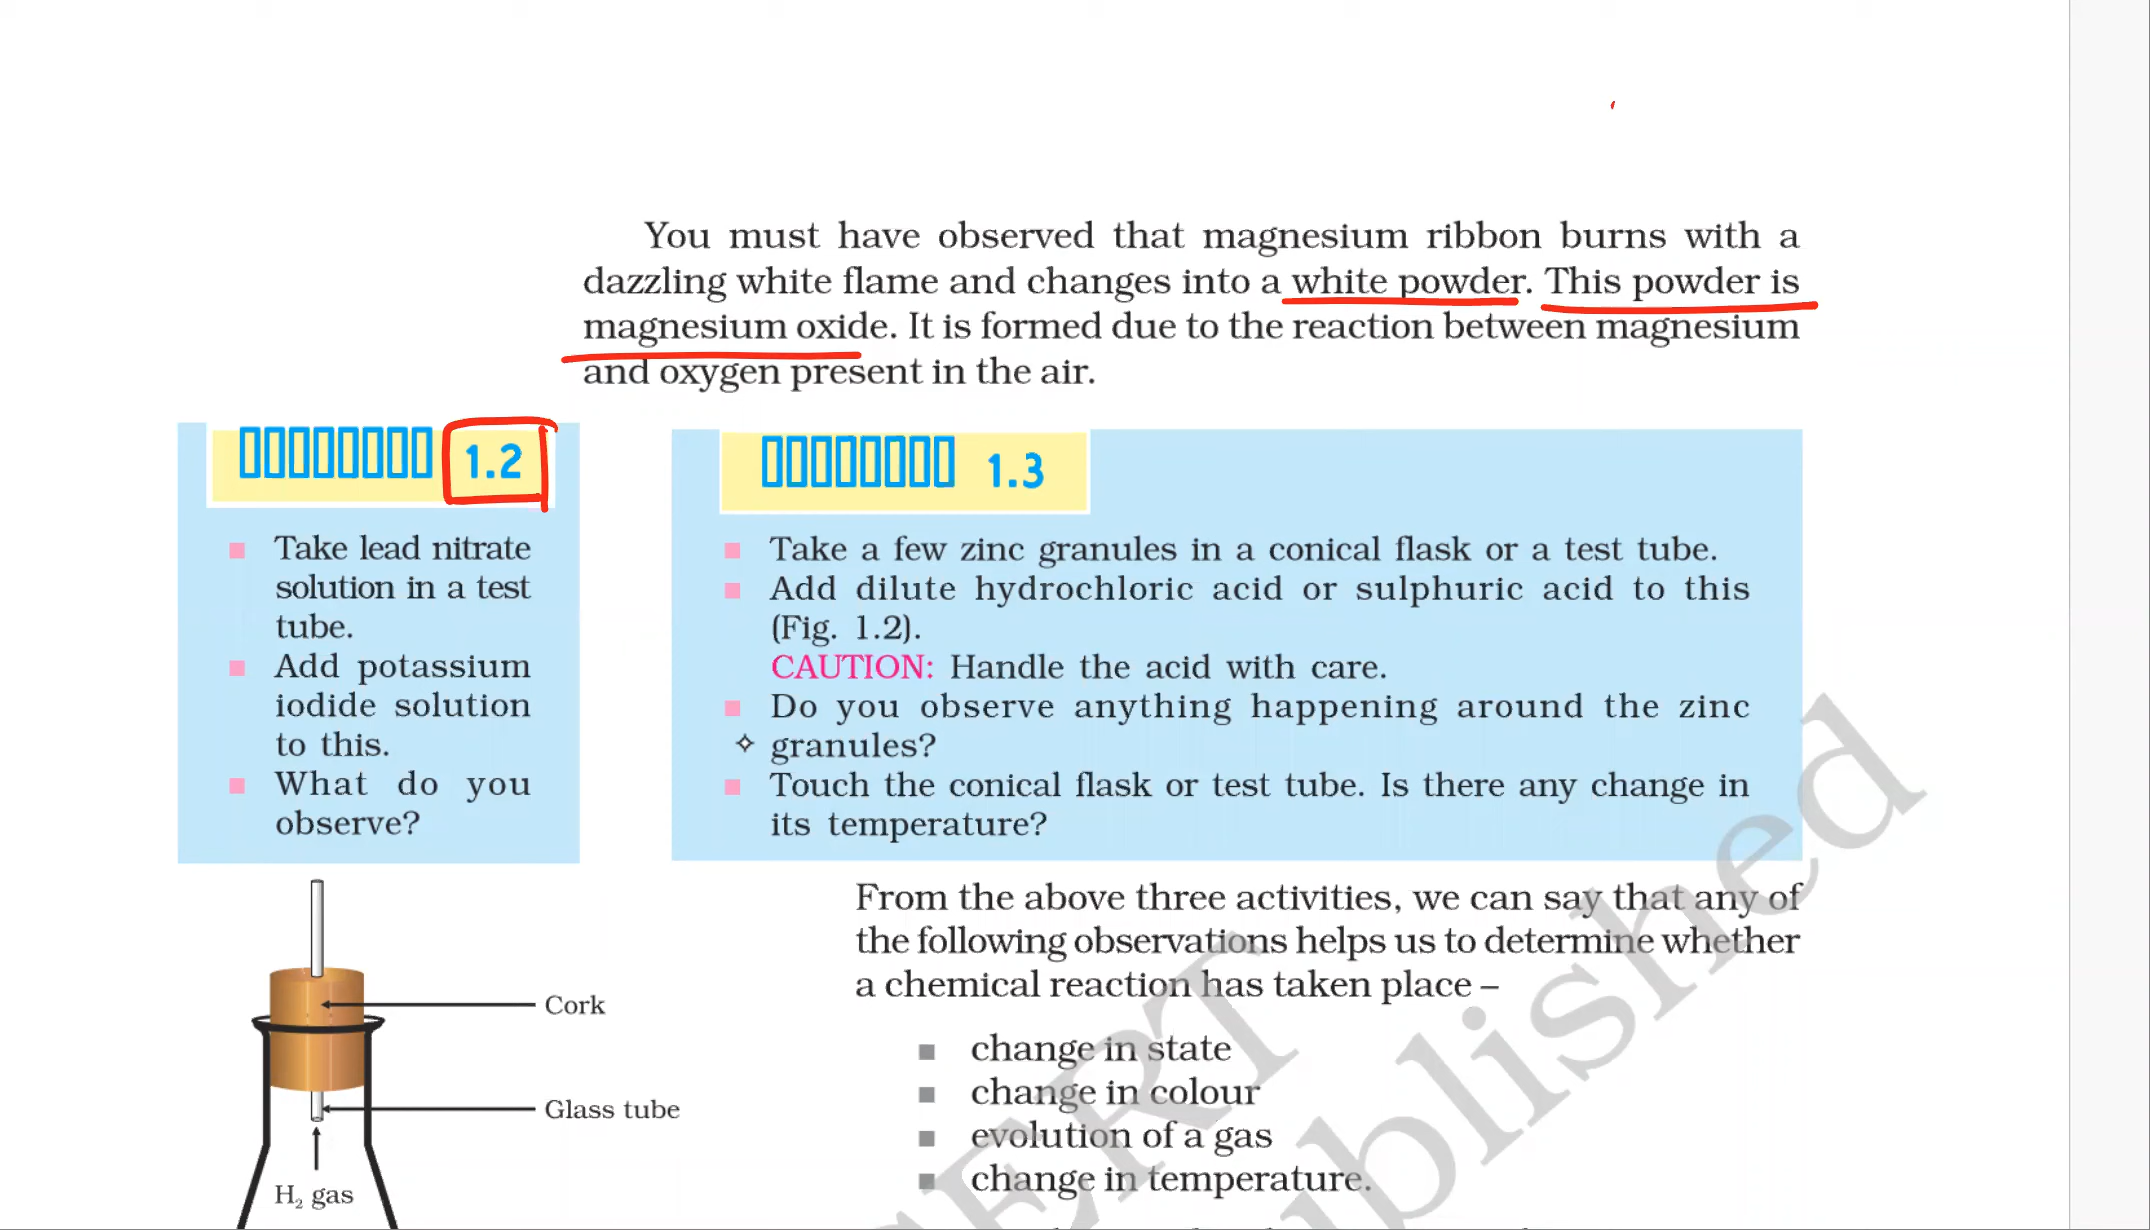 You must have observed that magnesium ribbon burns with a
dazzling white flame and changes into a white powder. This powder is
magnesium oxide. It is formed due to the reaction between magnesium
and oxygen present in the air.
1.2
Take lead nitrate
solution in a test
tube.
Add potassium
iodide solution
to this.
What do you
observe?
1.3
Take a few zinc granules in a conical flask or a test tube.
Add dilute hydrochloric acid or sulphuric acid to this
(Fig. 1.2).
CAUTION: Handle the acid with care.
Do you observe anything happening around the zinc
granules?
Touch the conical flask or test tube. Is there any change in
its temperature?
Cork
Glass tube
H₂ gas
From the above three activities, we can say that any of
the following observations helps us to determine whether
a chemical reaction has taken place –
change in state
change in colour
evolution of a gas
change in temperature.